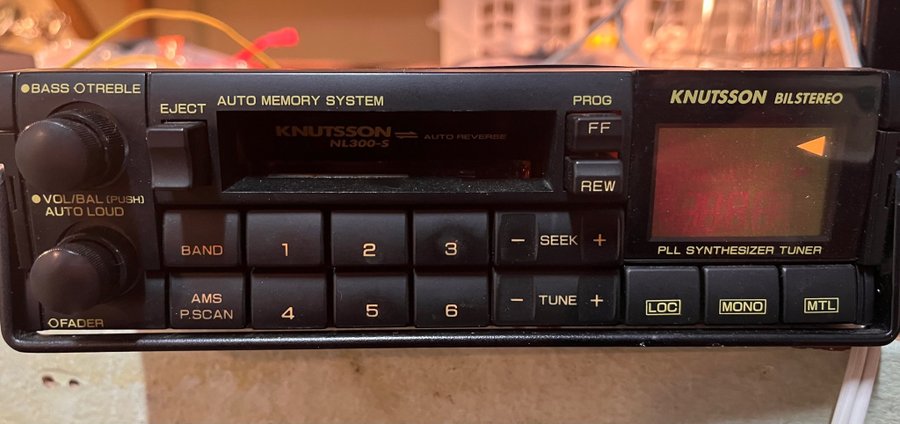 BASS TREBLE
EJECT
AUTO MEMORY SYSTEM
PROG
KNUTSSON BILSTEREO
KNUTSSON AUTO REVERSE
NL300-S
FF
REW
VOL/BAL (PUSH)
AUTO LOUD
BAND
1
2
3
- SEEK +
PLL SYNTHESIZER TUNER
AMS
P.SCAN
4
5
6
- TUNE +
LOC
MONO
MTL
FADER